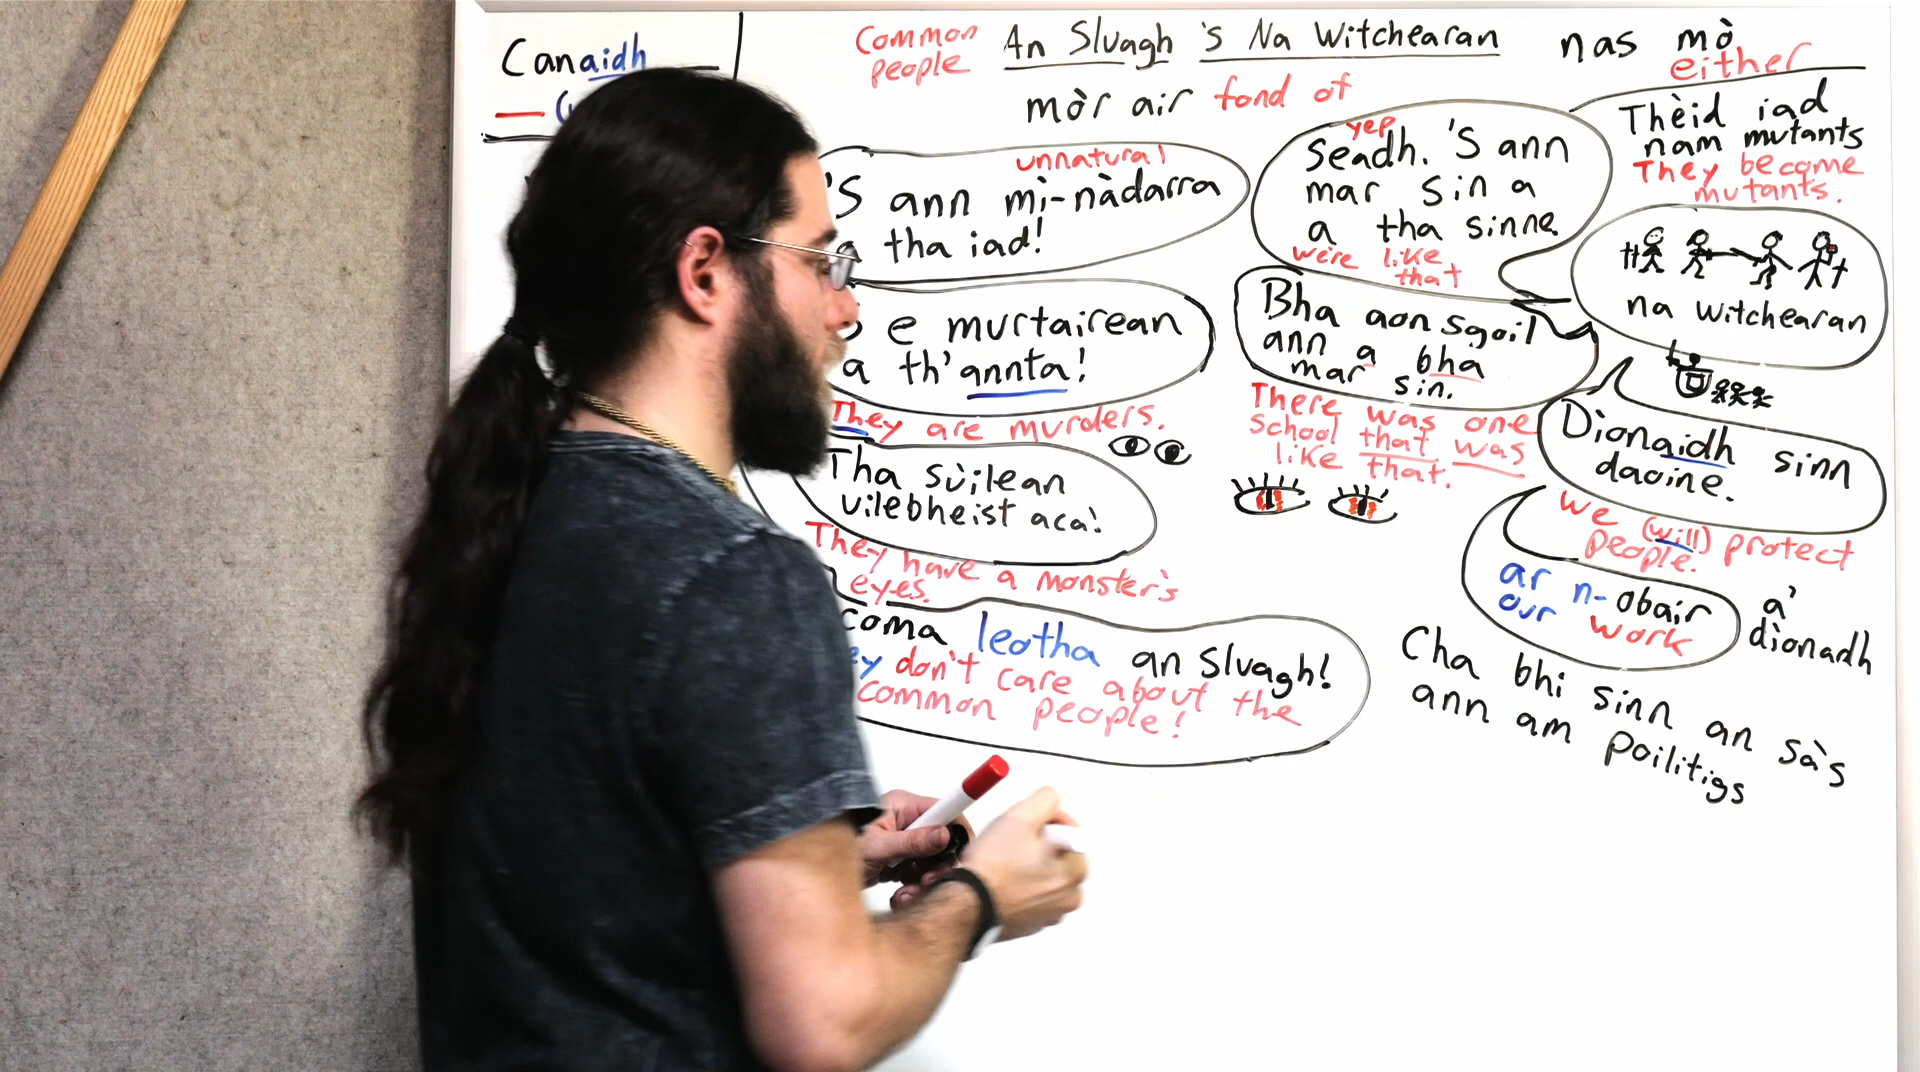 Canaidh
Common
people
An Sluagh 's Na Witchearan
nas mò
either
mòr air fond of
unnatural
'S ann mì-nàdarra
a tha iad!
e murtairean
a th'annta!
They are murders.
Tha sùilean
uilebheist aca!
They have a monster's
eyes.
coma leotha an sluagh!
don't care about the
common people!
yep
Seadh. 'S ann
mar sin a
a tha sinne
we're like
that
Bha aon sgoil
ann a bha
mar sin.
There was one
school that was
like that.
Thèid iad
nam mutants
They become
mutants.
na witchearan
Dìonaidh sinn
daoine.
We (will) protect
people.
ar n-obair
our work
a'
dìonadh
Cha bhi sinn an sàs
ann am poilitigs